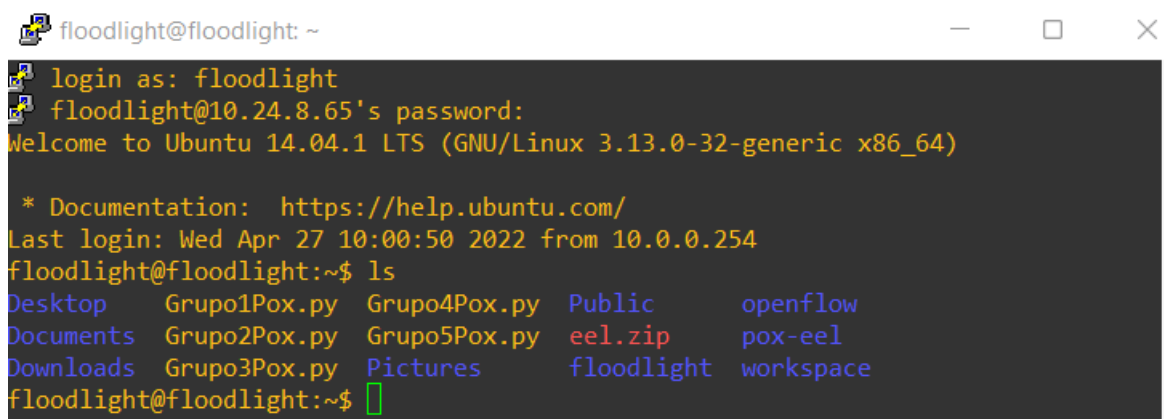 floodlight@floodlight: ~
login as: floodlight
floodlight@10.24.8.65's password:
Welcome to Ubuntu 14.04.1 LTS (GNU/Linux 3.13.0-32-generic x86_64)
* Documentation:  https://help.ubuntu.com/
Last login: Wed Apr 27 10:00:50 2022 from 10.0.0.254
floodlight@floodlight:~$ ls
Desktop    Grupo1Pox.py  Grupo4Pox.py  Public      openflow
Documents  Grupo2Pox.py  Grupo5Pox.py  eel.zip     pox-eel
Downloads  Grupo3Pox.py  Pictures      floodlight  workspace
floodlight@floodlight:~$